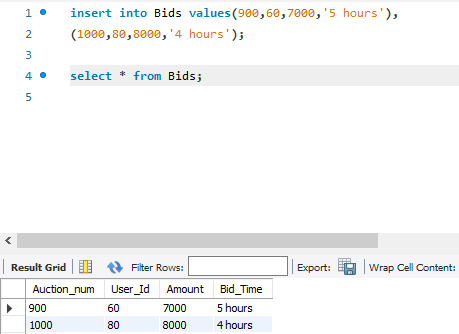 1 insert into Bids values(900,60,7000,'5 hours'),
2 (1000,80,8000,'4 hours');
3
4 select * from Bids;
5
Result Grid Filter Rows: Export: Wrap Cell Content:
Auction_num User_Id Amount Bid_Time
900 60 7000 5 hours
1000 80 8000 4 hours